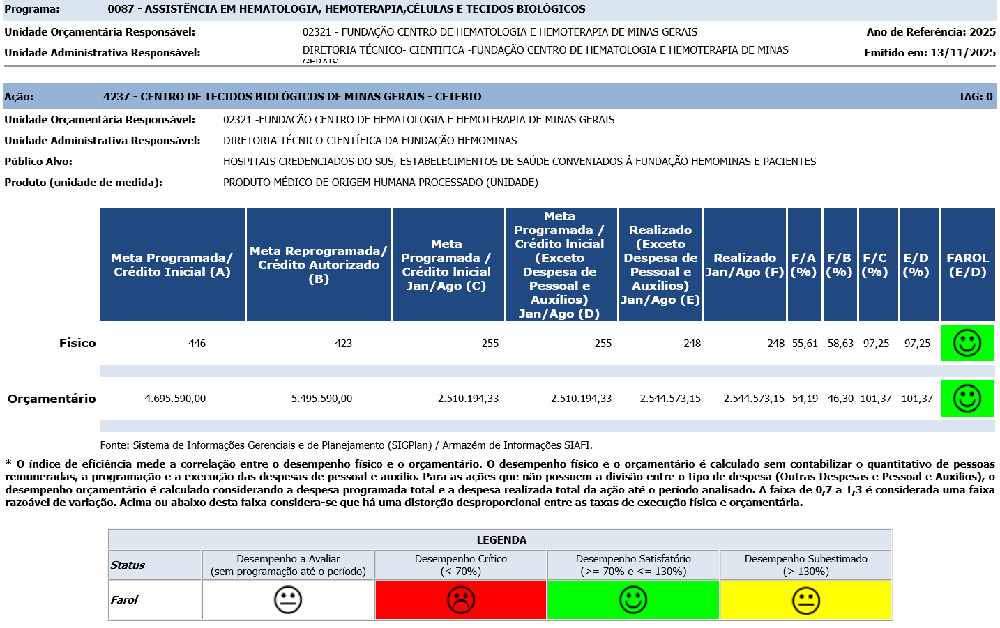 Programa: 0087 - ASSISTÊNCIA EM HEMATOLOGIA, HEMOTERAPIA,CÉLULAS E TECIDOS BIOLÓGICOS
Unidade Orçamentária Responsável: 02321 - FUNDAÇÃO CENTRO DE HEMATOLOGIA E HEMOTERAPIA DE MINAS GERAIS Ano de Referência: 2025
Unidade Administrativa Responsável: DIRETORIA TÉCNICO- CIENTIFICA -FUNDAÇÃO CENTRO DE HEMATOLOGIA E HEMOTERAPIA DE MINAS Emitido em: 13/11/2025
GERAIS
Ação: 4237 - CENTRO DE TECIDOS BIOLÓGICOS DE MINAS GERAIS - CETEBIO IAG: 0
Unidade Orçamentária Responsável: 02321 -FUNDAÇÃO CENTRO DE HEMATOLOGIA E HEMOTERAPIA DE MINAS GERAIS
Unidade Administrativa Responsável: DIRETORIA TÉCNICO-CIENTÍFICA DA FUNDAÇÃO HEMOMINAS
Público Alvo: HOSPITAIS CREDENCIADOS DO SUS, ESTABELECIMENTOS DE SAÚDE CONVENIADOS À FUNDAÇÃO HEMOMINAS E PACIENTES
Produto (unidade de medida): PRODUTO MÉDICO DE ORIGEM HUMANA PROCESSADO (UNIDADE)
Meta Programada/
Crédito Inicial (A)
Meta Reprogramada/
Crédito Autorizado
(B)
Meta
Programada /
Crédito Inicial
Jan/Ago (C)
Meta
Programada /
Crédito Inicial
(Exceto
Despesa de
Pessoal e
Auxílios)
Jan/Ago (D)
Realizado
(Exceto
Despesa de
Pessoal e
Auxílios)
Jan/Ago (E)
Realizado
Jan/Ago (F)
F/A
(%)
F/B
(%)
F/C
(%)
E/D
(%)
FAROL
(E/D)
Físico 446 423 255 255 248 248 55,61 58,63 97,25 97,25
Orçamentário 4.695.590,00 5.495.590,00 2.510.194,33 2.510.194,33 2.544.573,15 2.544.573,15 54,19 46,30 101,37 101,37
Fonte: Sistema de Informações Gerenciais e de Planejamento (SIGPlan) / Armazém de Informações SIAFI.
* O índice de eficiência mede a correlação entre o desempenho físico e o orçamentário. O desempenho físico e o orçamentário é calculado sem contabilizar o quantitativo de pessoas
remuneradas, a programação e a execução das despesas de pessoal e auxílio. Para as ações que não possuem a divisão entre o tipo de despesa (Outras Despesas e Pessoal e Auxílios), o
desempenho orçamentário é calculado considerando a despesa programada total e a despesa realizada total da ação até o período analisado. A faixa de 0,7 a 1,3 é considerada uma faixa
razoável de variação. Acima ou abaixo desta faixa considera-se que há uma distorção desproporcional entre as taxas de execução física e orçamentária.
LEGENDA
Status
Desempenho a Avaliar
(sem programação até o período)
Desempenho Crítico
(< 70%)
Desempenho Satisfatório
(>= 70% e <= 130%)
Desempenho Subestimado
(> 130%)
Farol